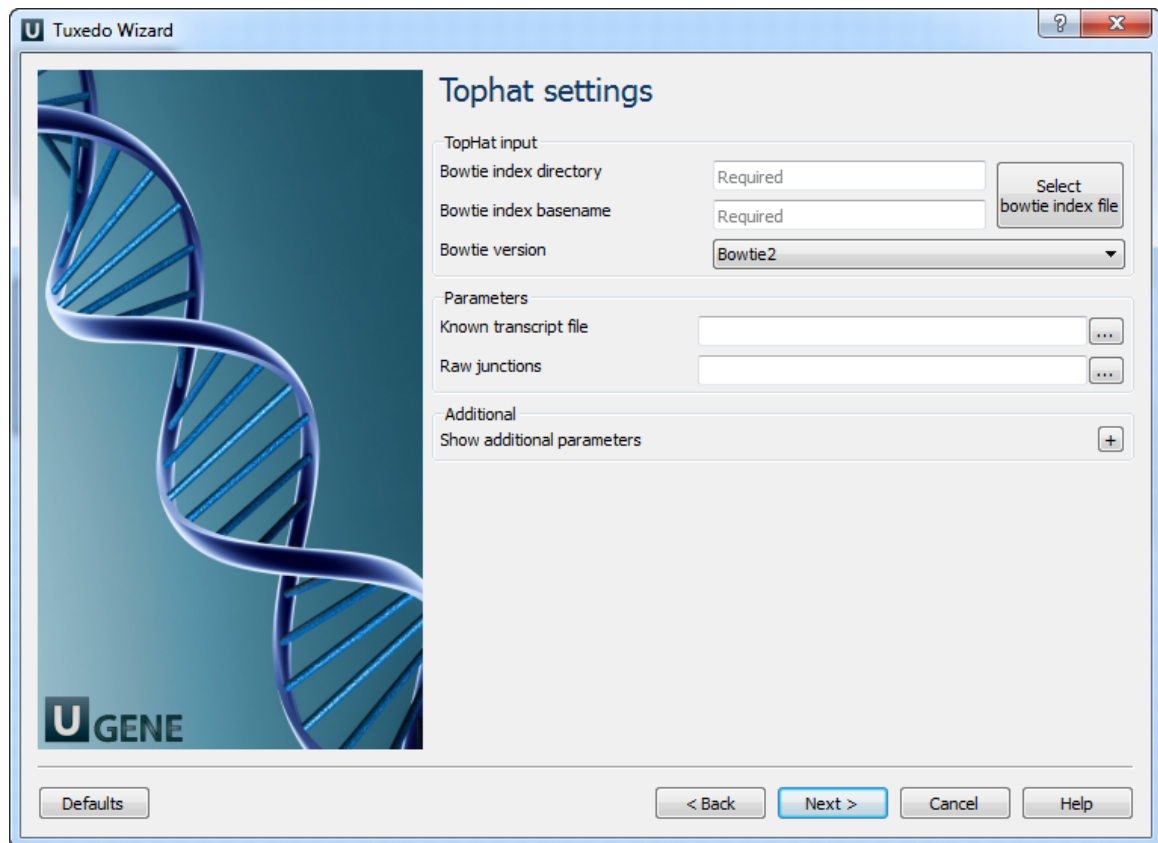 U Tuxedo Wizard
?
X
Tophat settings
TopHat input
Bowtie index directory
Required
Select
bowtie index file
Bowtie index basename
Required
Bowtie version
Bowtie2
Parameters
Known transcript file
...
Raw junctions
...
Additional
Show additional parameters
+
U GENE
Defaults
< Back
Next >
Cancel
Help